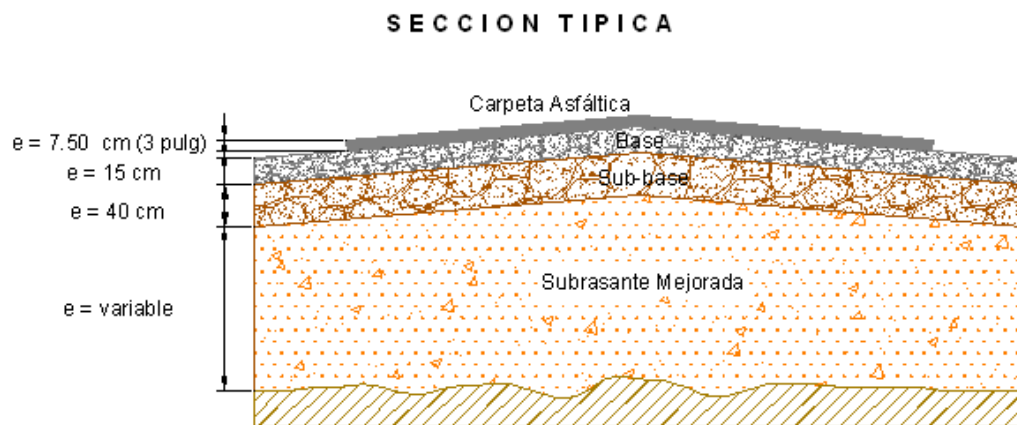 SECCION TIPICA
Carpeta Asfáltica
e = 7.50 cm (3 pulg)
Base
e = 15 cm
Sub-base
e = 40 cm
Subrasante Mejorada
e = variable